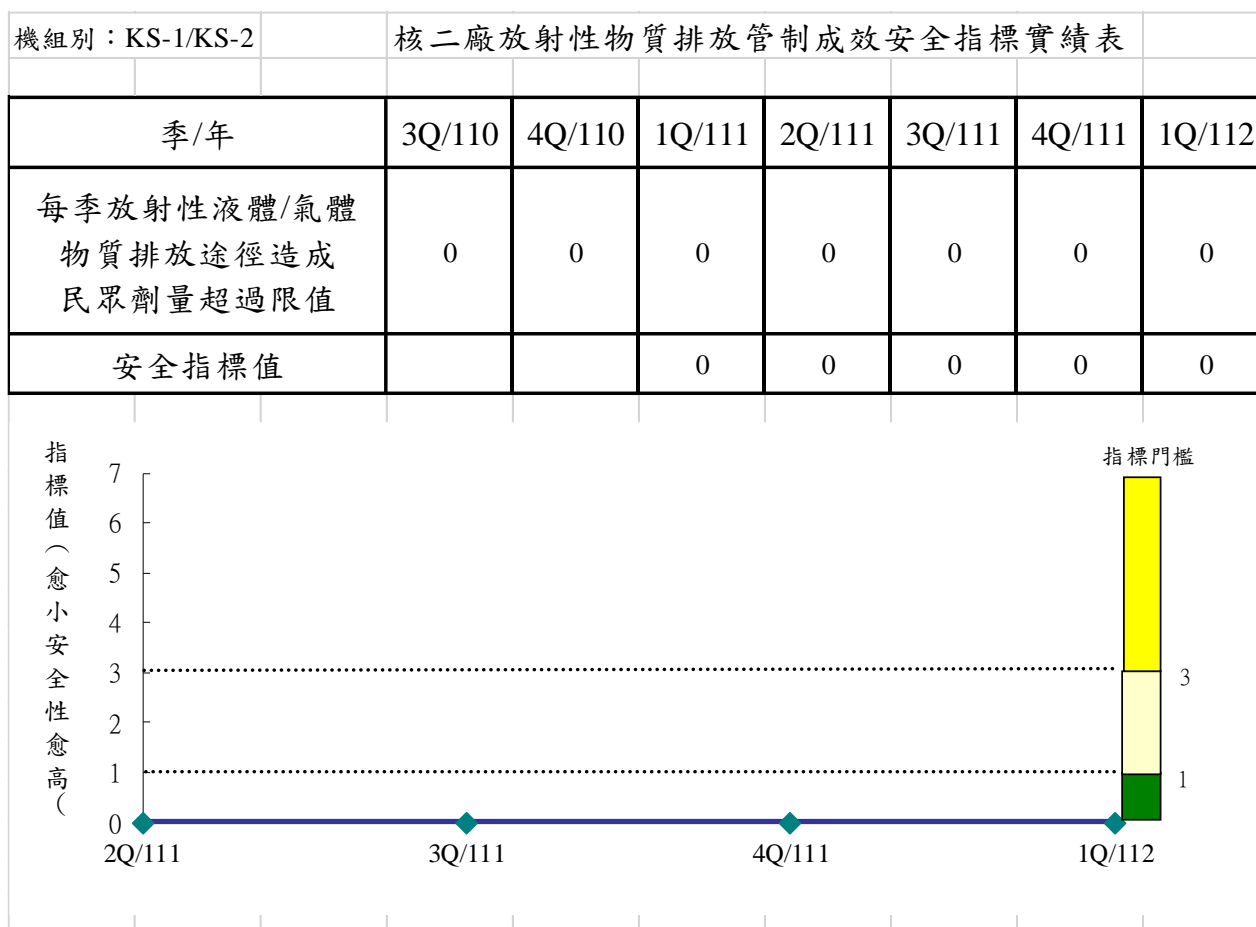 機組別：KS-1/KS-2 核二廠放射性物質排放管制成效安全指標實績表
季/年 3Q/110 4Q/110 1Q/111 2Q/111 3Q/111 4Q/111 1Q/112
每季放射性液體/氣體
物質排放途徑造成
民眾劑量超過限值
0 0 0 0 0 0 0
安全指標值 0 0 0 0 0
指標值（愈小安全性愈高（
指標門檻
7
6
5
4
3
2
1
0
3
1
2Q/111 3Q/111 4Q/111 1Q/112